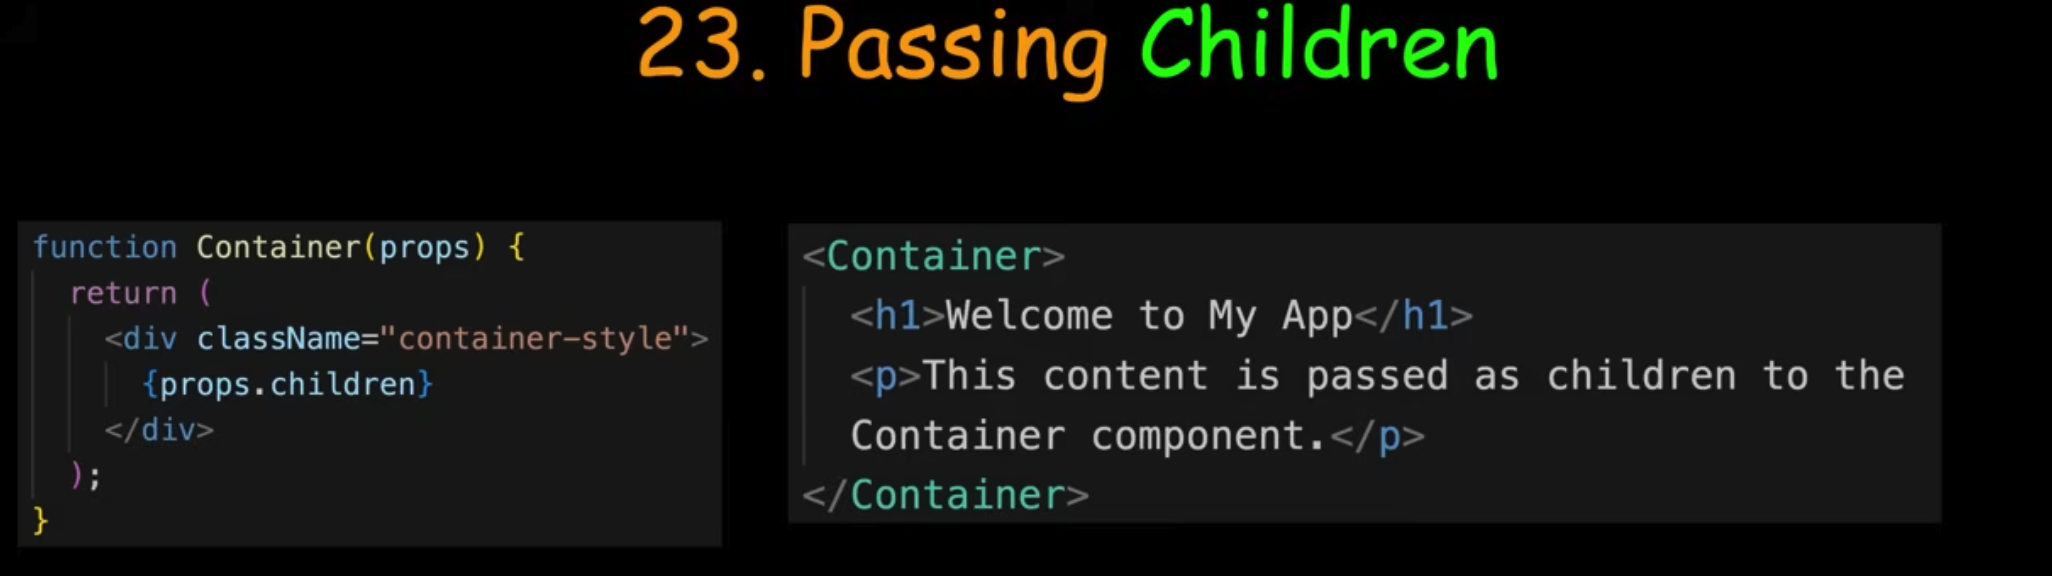 23. Passing Children
function Container(props) {
return (
<div className="container-style">
{props.children}
</div>
);
}
<Container>
<h1>Welcome to My App</h1>
<p>This content is passed as children to the
Container component.</p>
</Container>